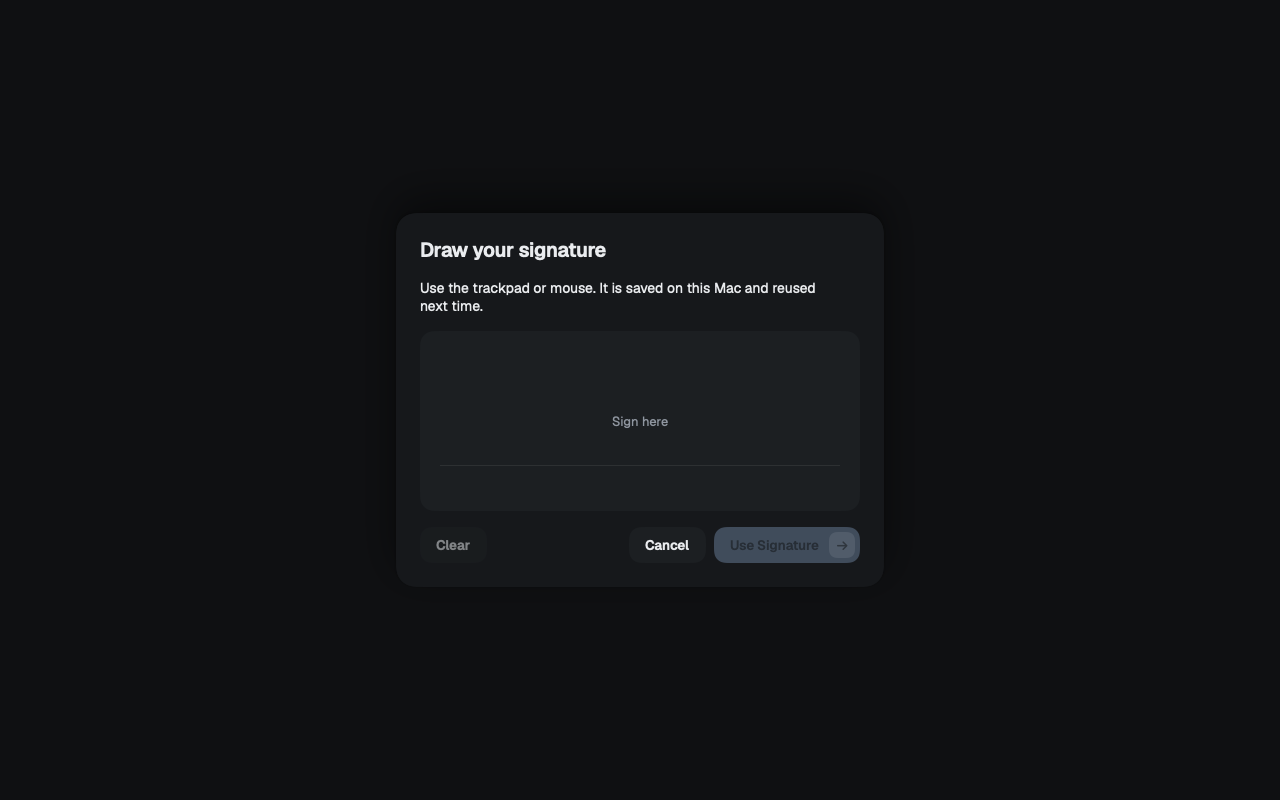 Draw your signature
Use the trackpad or mouse. It is saved on this Mac and reused
next time.
Sign here
Clear
Cancel
Use Signature